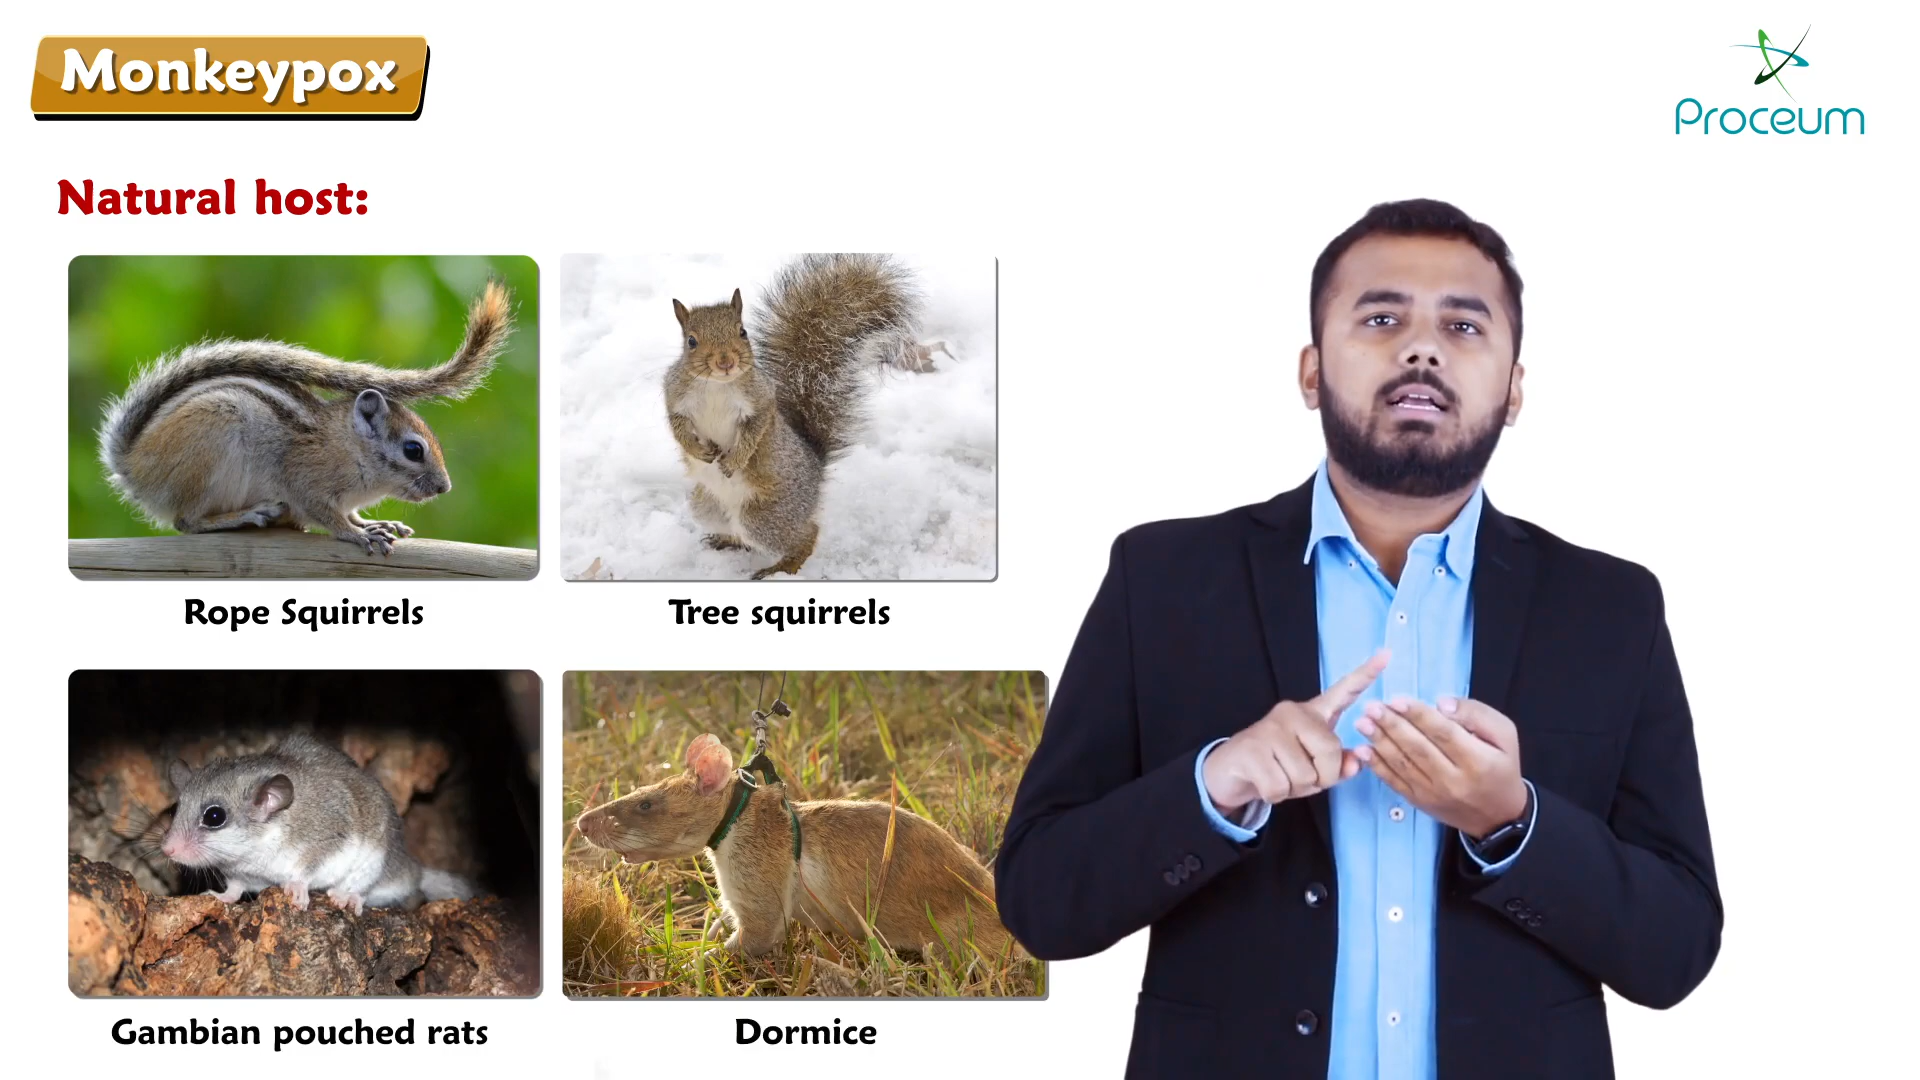 Monkeypox
Proceum
Natural host:
Rope Squirrels
Tree squirrels
Gambian pouched rats
Dormice